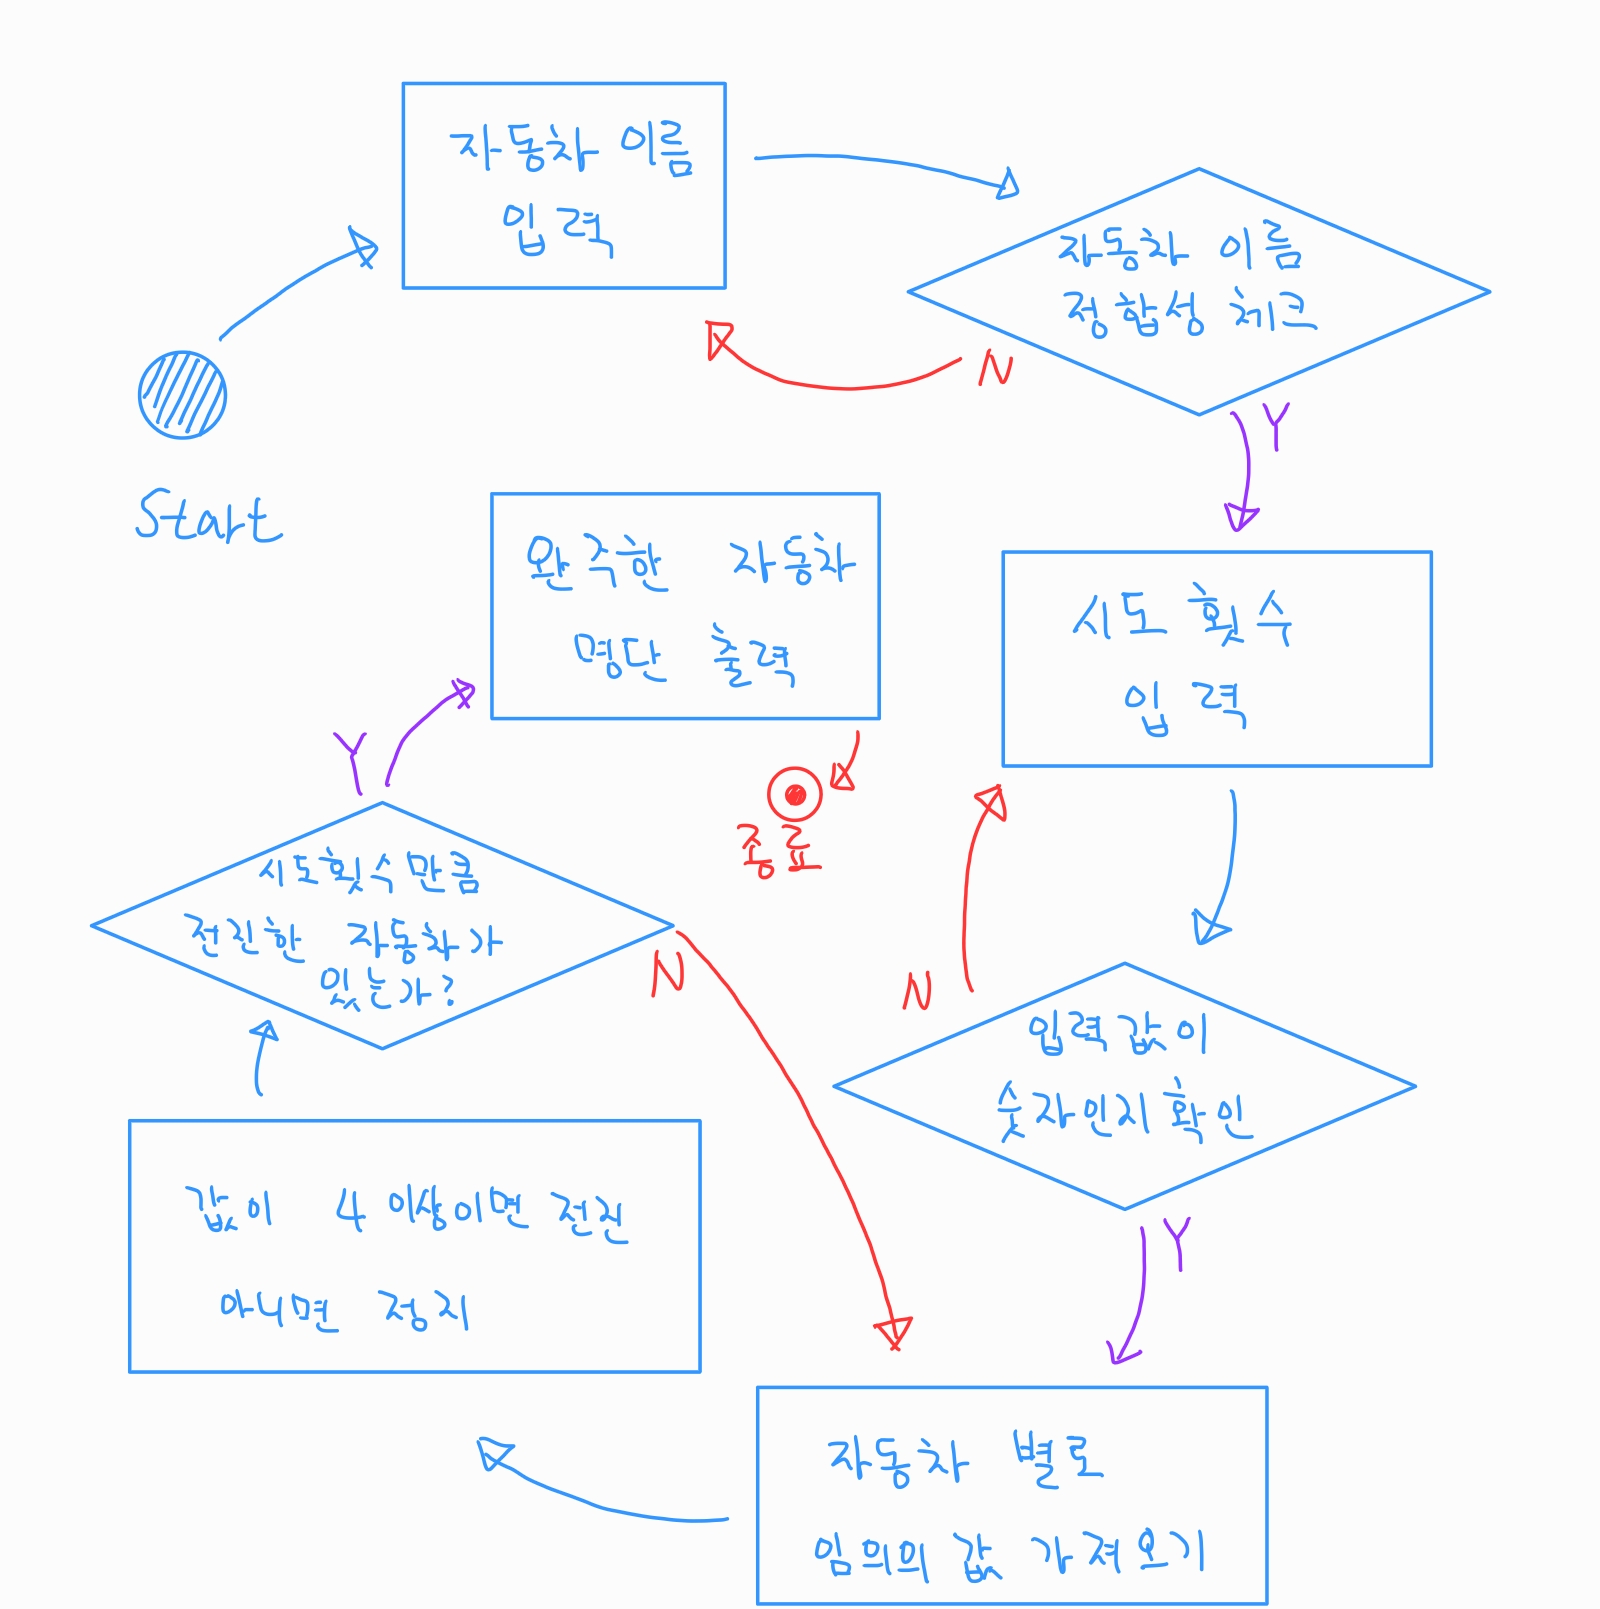 Start
자동차 이름
입력
자동차 이름
정합성 체크
N
Y
시도 횟수
입력
입력값이
숫자인지 확인
N
Y
자동차 별로
임의의 값 가져오기
값이 4 이상이면 전진
아니면 정지
시도횟수만큼
전진한 자동차가
있는가?
N
Y
완주한 자동차
명단 출력
종료